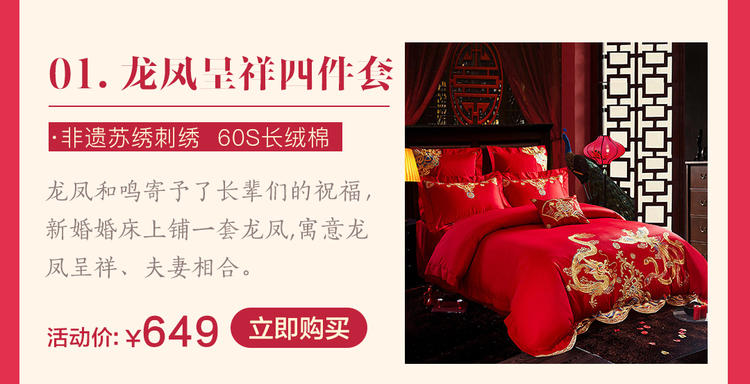 01. 龙凤呈祥四件套
·非遗苏绣刺绣 60S长绒棉
龙凤和鸣寄予了长辈们的祝福，
新婚婚床上铺一套龙凤,寓意龙
凤呈祥、夫妻相合。
活动价:¥649 立即购买